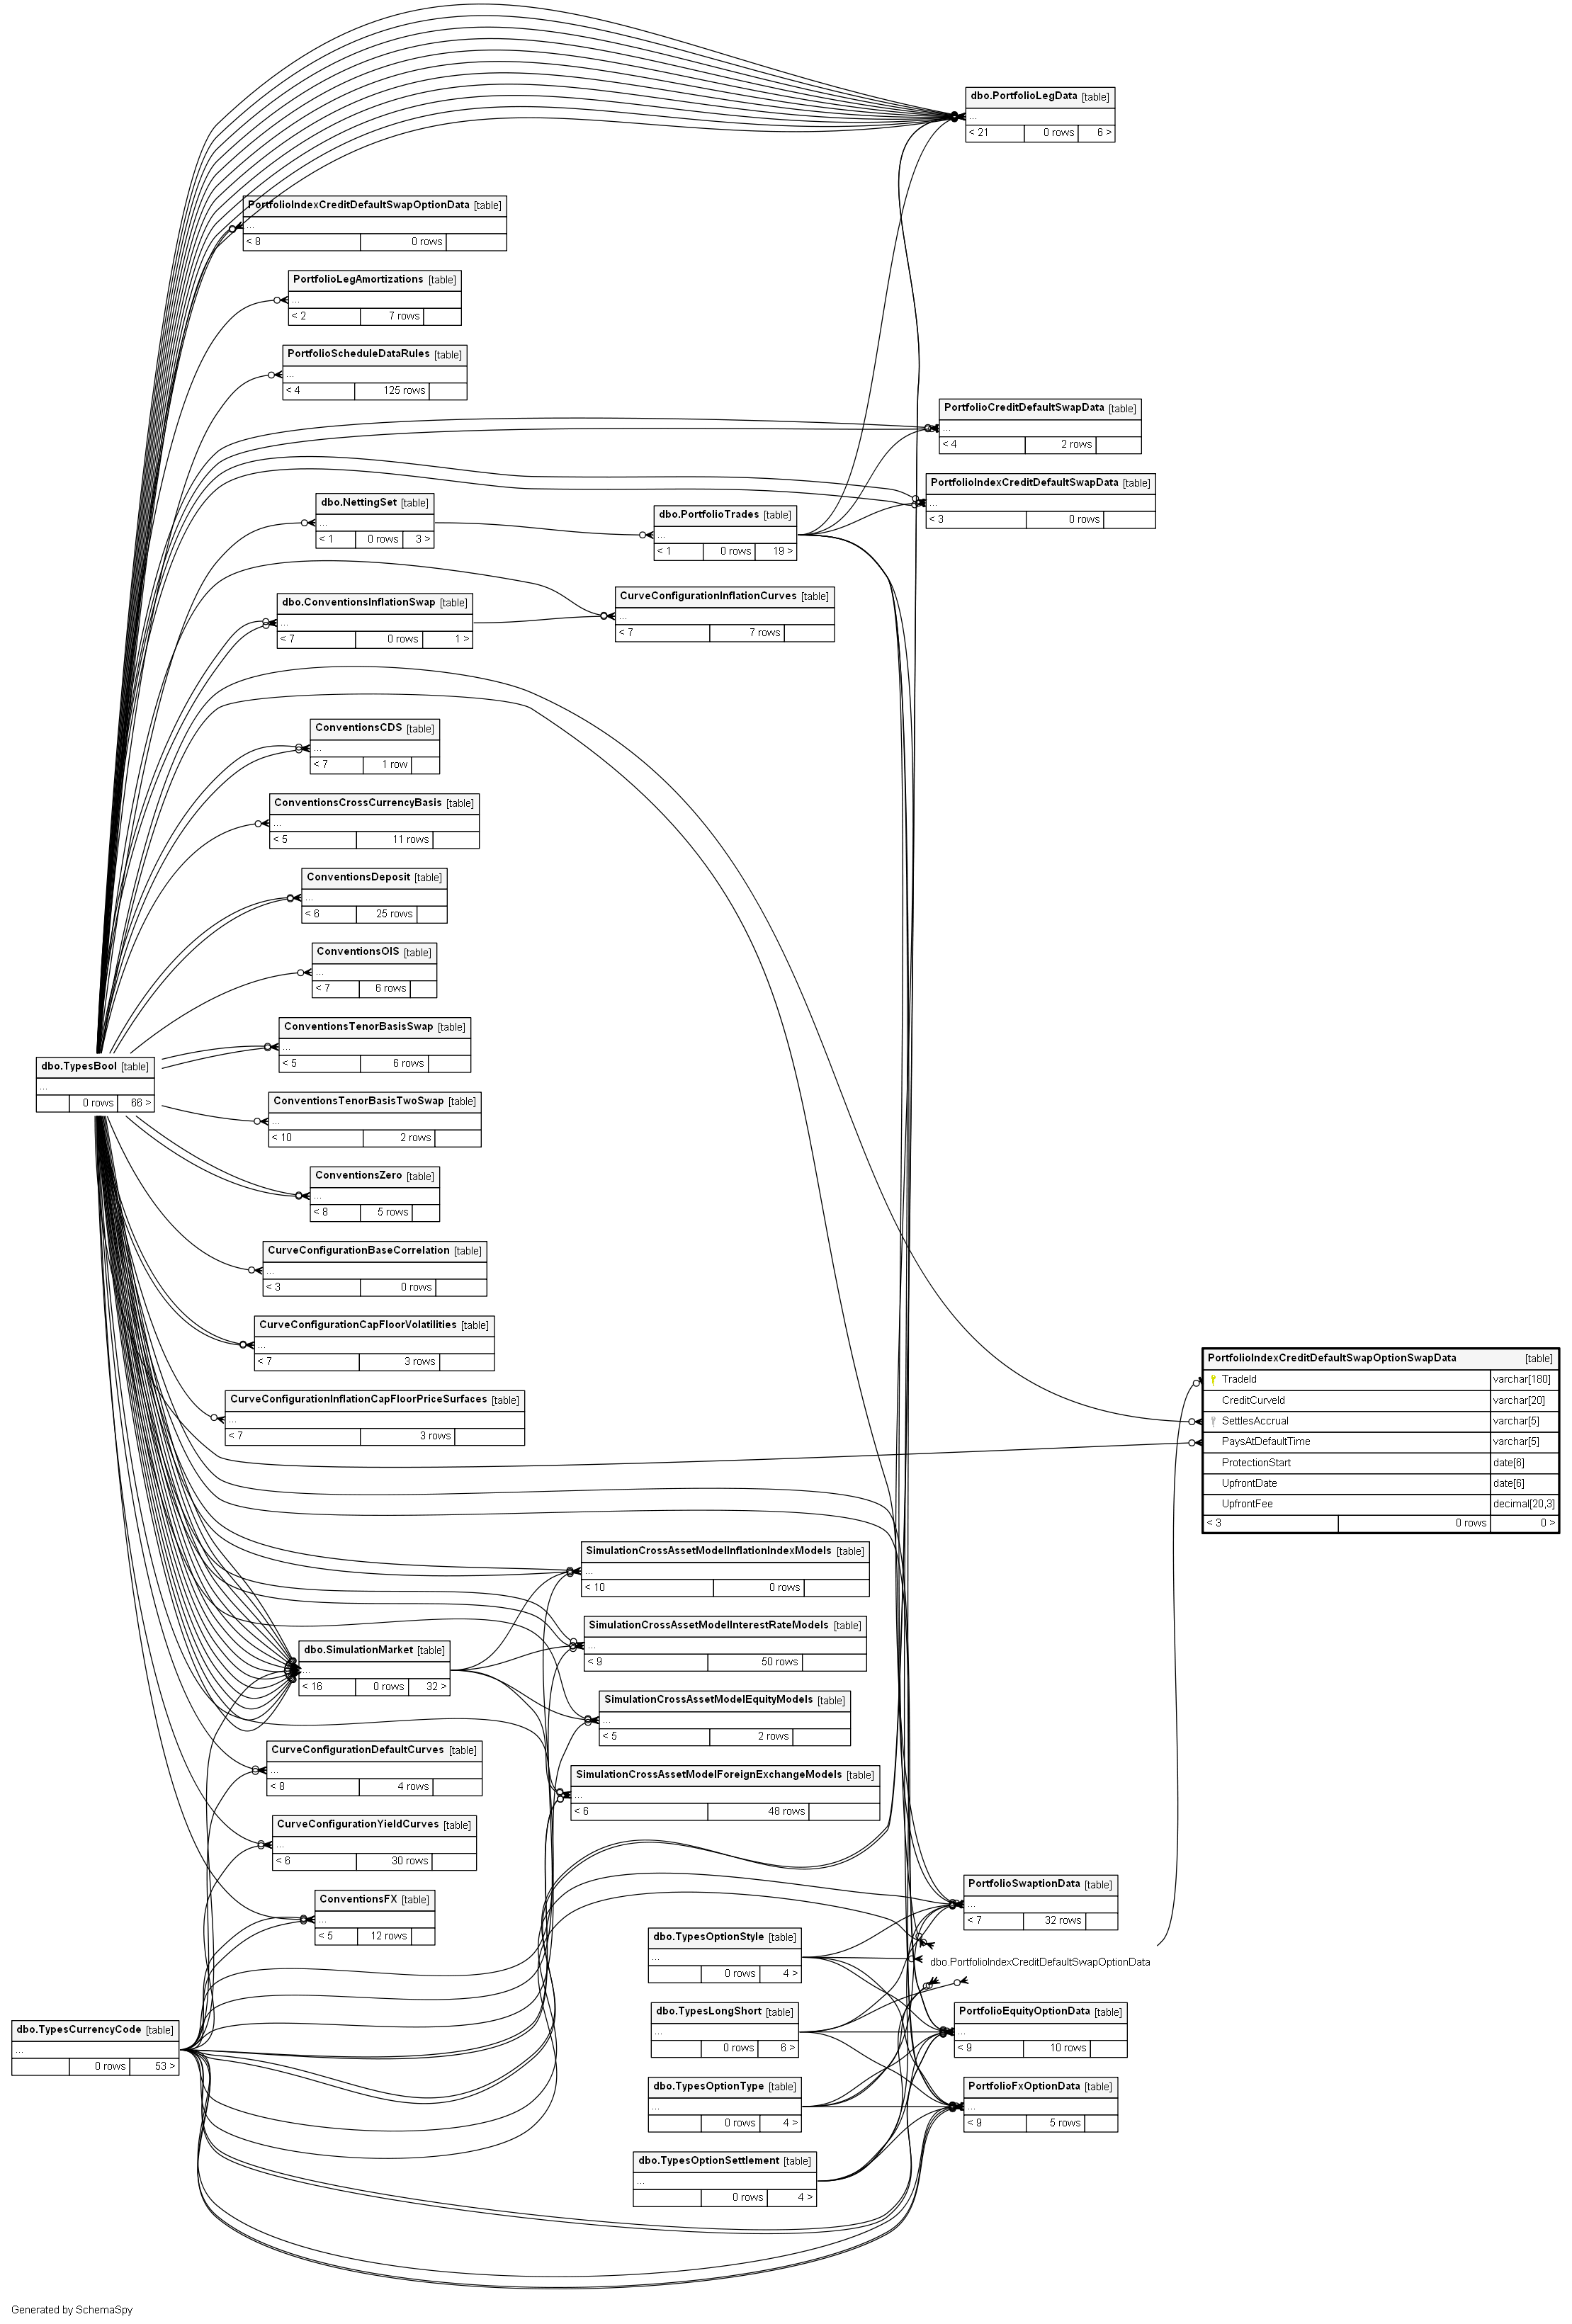 dbo.PortfolioLegData [table]
...
< 21 0 rows 6 >
PortfolioIndexCreditDefaultSwapOptionData [table]
...
< 8 0 rows
PortfolioLegAmortizations [table]
...
< 2 7 rows
PortfolioScheduleDataRules [table]
...
< 4 125 rows
PortfolioCreditDefaultSwapData [table]
...
< 4 2 rows
PortfolioIndexCreditDefaultSwapData [table]
...
< 3 0 rows
dbo.NettingSet [table]
...
< 1 0 rows 3 >
dbo.PortfolioTrades [table]
...
< 1 0 rows 19 >
CurveConfigurationInflationCurves [table]
...
< 7 7 rows
dbo.ConventionsInflationSwap [table]
...
< 7 0 rows 1 >
ConventionsCDS [table]
...
< 7 1 row
ConventionsCrossCurrencyBasis [table]
...
< 5 11 rows
ConventionsDeposit [table]
...
< 6 25 rows
ConventionsOIS [table]
...
< 7 6 rows
ConventionsTenorBasisSwap [table]
...
< 5 6 rows
dbo.TypesBool [table]
...
0 rows 66 >
ConventionsTenorBasisTwoSwap [table]
...
< 10 2 rows
ConventionsZero [table]
...
< 8 5 rows
CurveConfigurationBaseCorrelation [table]
...
< 3 0 rows
CurveConfigurationCapFloorVolatilities [table]
...
< 7 3 rows
PortfolioIndexCreditDefaultSwapOptionSwapData [table]
TradeId varchar[180]
CreditCurveId varchar[20]
SettlesAccrual varchar[5]
PaysAtDefaultTime varchar[5]
ProtectionStart date[6]
UpfrontDate date[6]
UpfrontFee decimal[20,3]
< 3 0 rows 0 >
CurveConfigurationInflationCapFloorPriceSurfaces [table]
...
< 7 3 rows
SimulationCrossAssetModelInflationIndexModels [table]
...
< 10 0 rows
SimulationCrossAssetModelInterestRateModels [table]
...
< 9 50 rows
dbo.SimulationMarket [table]
...
< 16 0 rows 32 >
SimulationCrossAssetModelEquityModels [table]
...
< 5 2 rows
CurveConfigurationDefaultCurves [table]
...
< 8 4 rows
SimulationCrossAssetModelForeignExchangeModels [table]
...
< 6 48 rows
CurveConfigurationYieldCurves [table]
...
< 6 30 rows
ConventionsFX [table]
...
< 5 12 rows
PortfolioSwaptionData [table]
...
< 7 32 rows
dbo.TypesOptionStyle [table]
...
0 rows 4 >
dbo.PortfolioIndexCreditDefaultSwapOptionData
dbo.TypesLongShort [table]
...
0 rows 6 >
PortfolioEquityOptionData [table]
...
< 9 10 rows
dbo.TypesCurrencyCode [table]
...
0 rows 53 >
dbo.TypesOptionType [table]
...
0 rows 4 >
PortfolioFxOptionData [table]
...
< 9 5 rows
dbo.TypesOptionSettlement [table]
...
0 rows 4 >
Generated by SchemaSpy